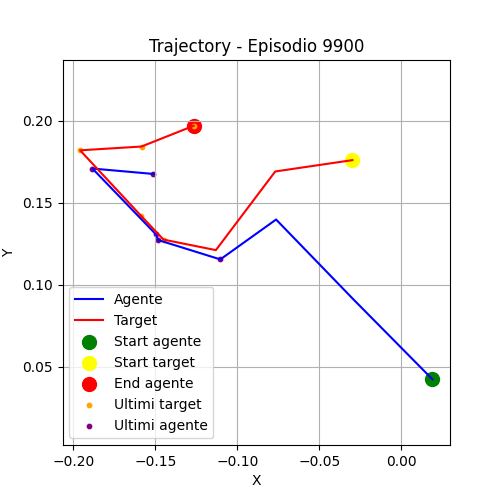 Trajectory - Episodio 9900
Y
0.20
0.15
0.10
0.05
Agente
Target
Start agente
Start target
End agente
Ultimi target
Ultimi agente
−0.20 −0.15 −0.10 −0.05 0.00
X